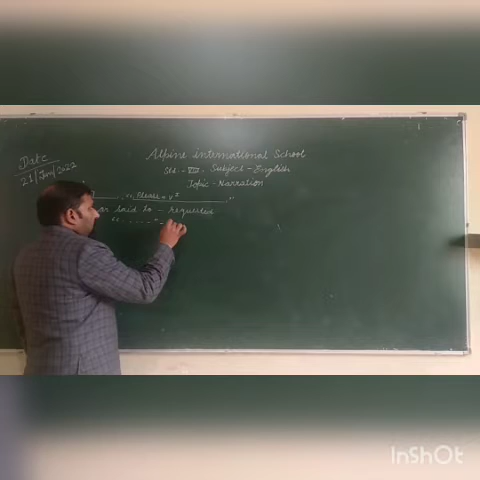 Alpine international School
Date
21/Jan/2022
Cls - VIII. Subject - English
Topic - Narration
" Please + V¹ "
or Said to - requested
" - - - - " -
InShOt